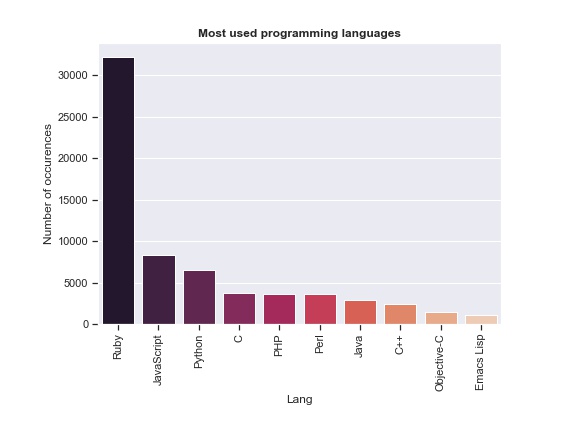 Most used programming languages
30000
25000
20000
15000
10000
5000
0
Number of occurences
Ruby
JavaScript
Python
C
PHP
Perl
Java
C++
Objective-C
Emacs Lisp
Lang